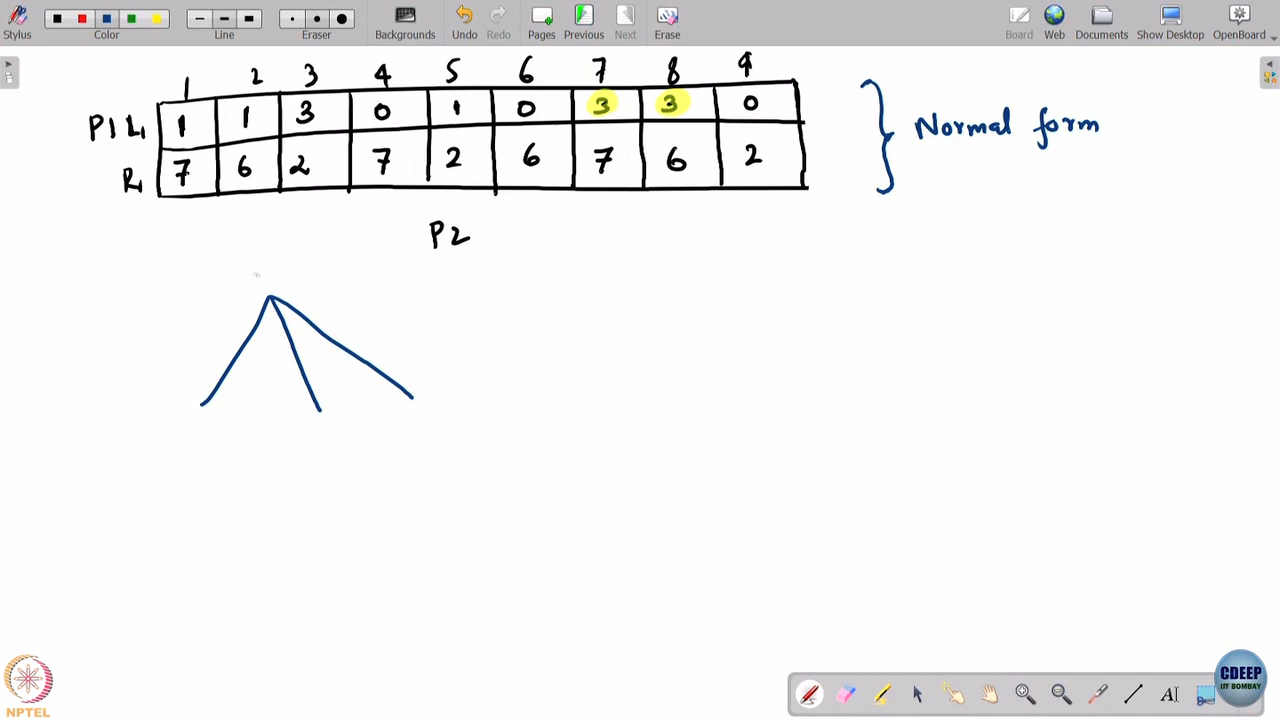 Stylus Color Line Eraser Backgrounds Undo Redo Pages Previous Next Erase Board Web Documents Show Desktop OpenBoard
1 2 3 4 5 6 7 8 9
P1 L 1 1 3 0 1 0 3 3 0
R 7 6 2 7 2 6 7 6 2
Normal form
P2
NPTEL
CDEEP
IIT BOMBAY
AI